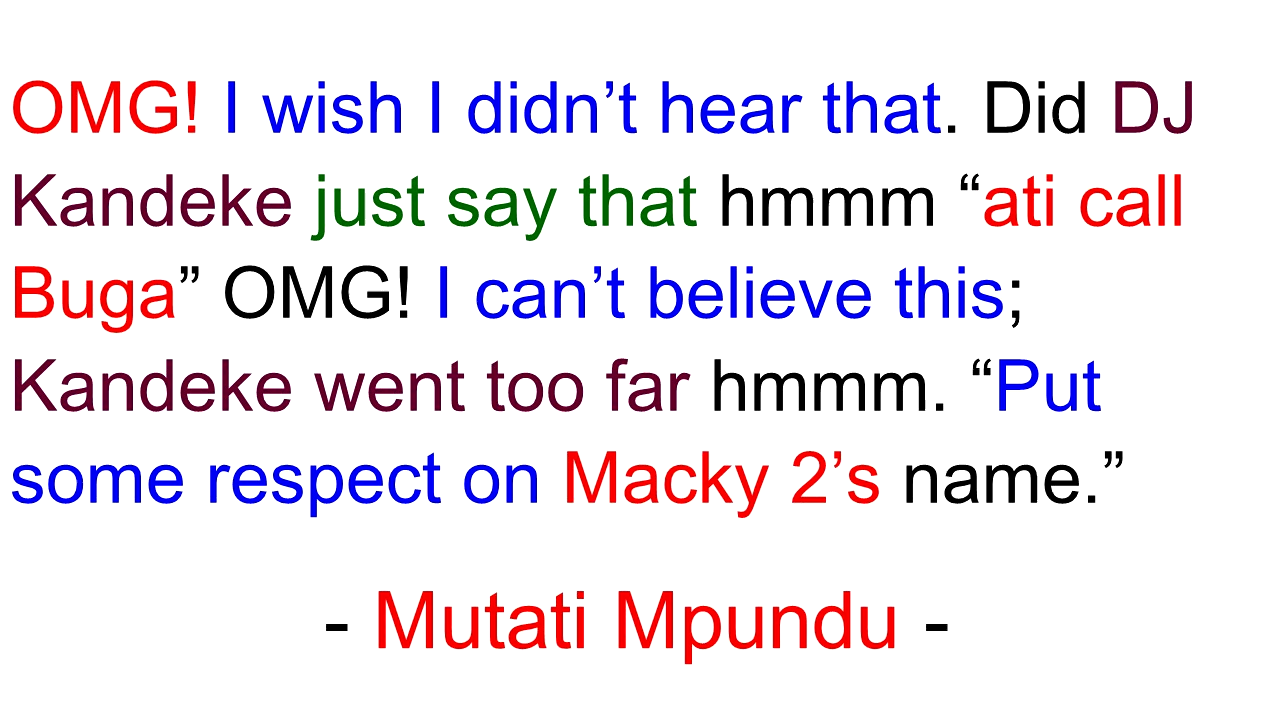 OMG! I wish I didn’t hear that. Did DJ
Kandeke just say that hmmm “ati call
Buga” OMG! I can’t believe this;
Kandeke went too far hmmm. “Put
some respect on Macky 2’s name.”
- Mutati Mpundu -